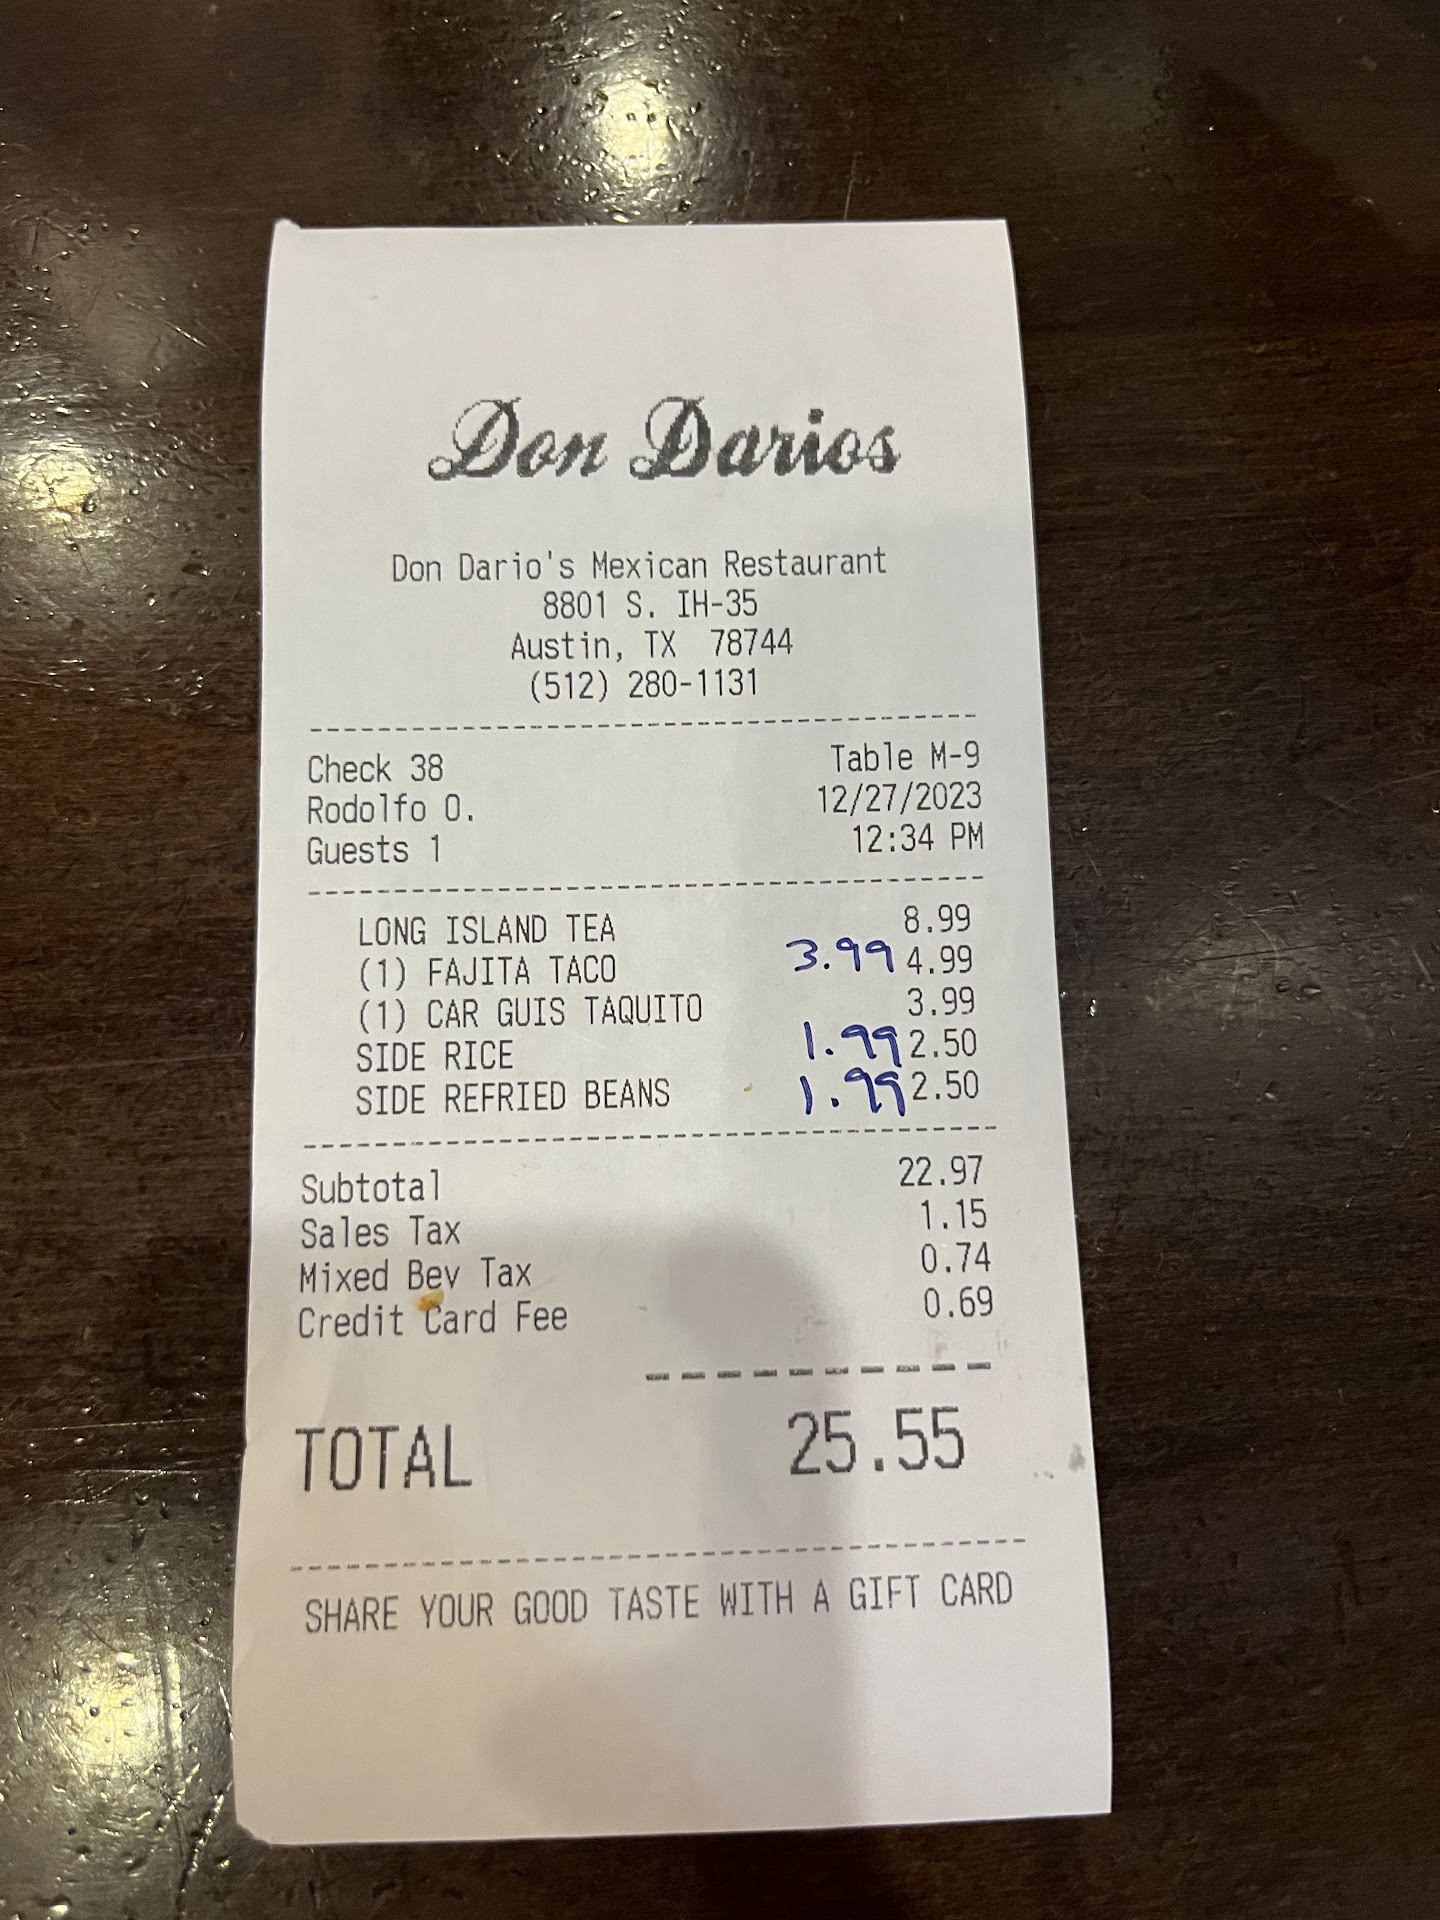 Don Darios
Don Dario's Mexican Restaurant
8801 S. IH-35
Austin, TX 78744
(512) 280-1131
Check 38 Table M-9
Rodolfo O. 12/27/2023
Guests 1 12:34 PM
LONG ISLAND TEA 8.99
(1) FAJITA TACO 3.99 4.99
(1) CAR GUIS TAQUITO 3.99
SIDE RICE 1.99 2.50
SIDE REFRIED BEANS 1.99 2.50
Subtotal 22.97
Sales Tax 1.15
Mixed Bev Tax 0.74
Credit Card Fee 0.69
TOTAL 25.55
SHARE YOUR GOOD TASTE WITH A GIFT CARD